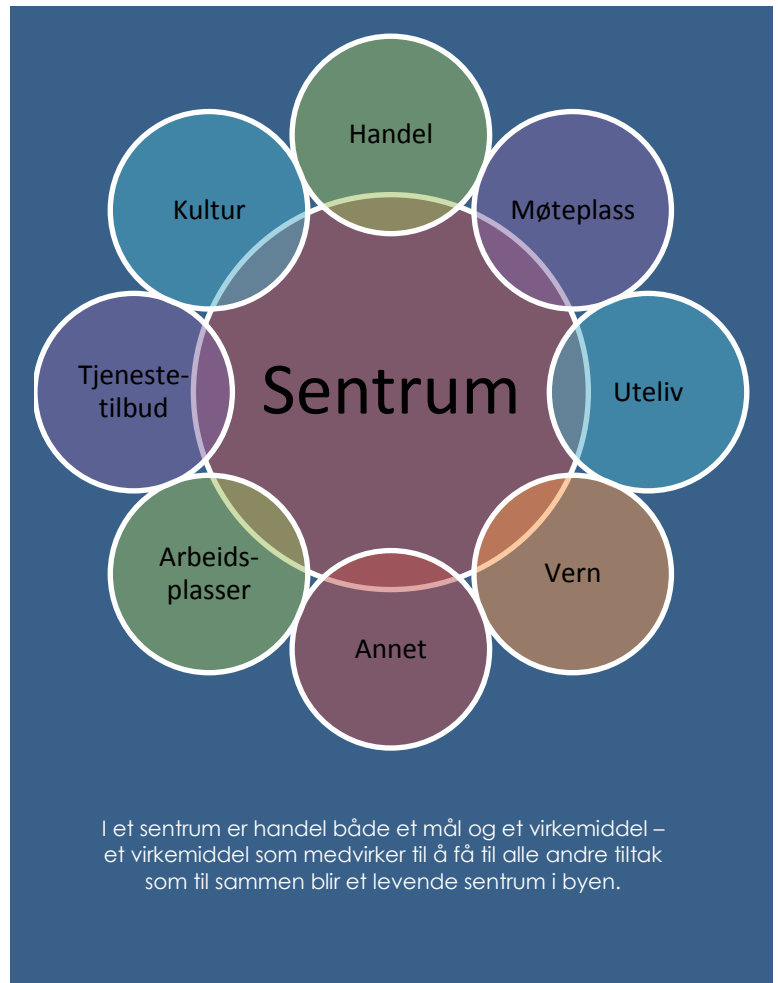 Handel
Kultur
Møteplass
Tjeneste-
tilbud
Sentrum
Uteliv
Arbeids-
plasser
Vern
Annet
I et sentrum er handel både et mål og et virkemiddel –
et virkemiddel som medvirker til å få til alle andre tiltak
som til sammen blir et levende sentrum i byen.